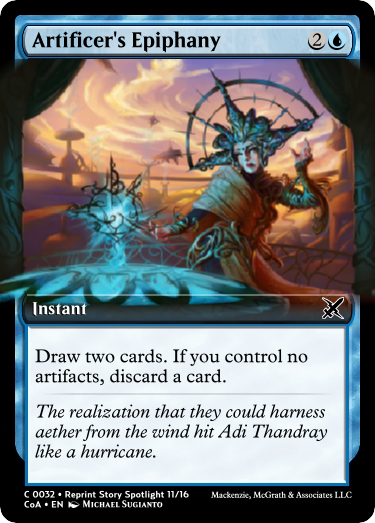 Artificer's Epiphany 2
Instant
Draw two cards. If you control no
artifacts, discard a card.
The realization that they could harness
aether from the wind hit Adi Thandray
like a hurricane.
C 0032 • Reprint Story Spotlight 11/16
Mackenzie, McGrath & Associates LLC
CoA • EN Michael Sugianto